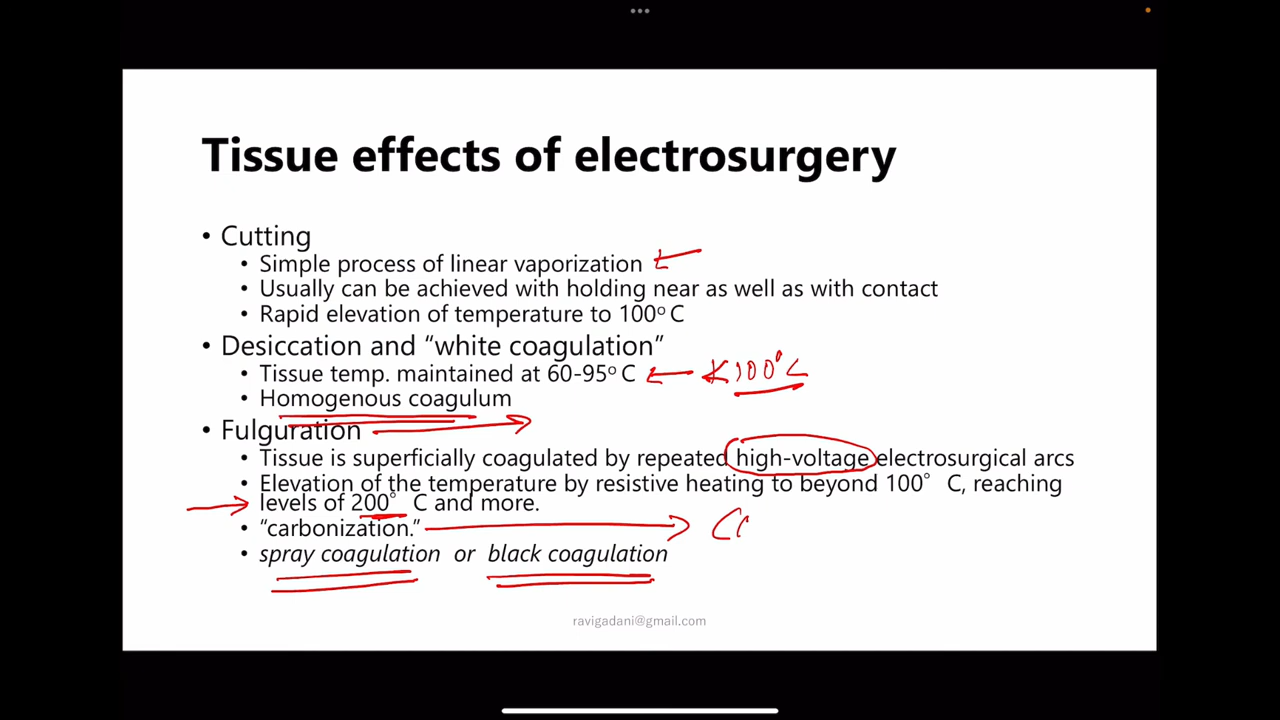 Tissue effects of electrosurgery
• Cutting
• Simple process of linear vaporization
• Usually can be achieved with holding near as well as with contact
• Rapid elevation of temperature to 100° C
• Desiccation and “white coagulation”
• Tissue temp. maintained at 60-95° C
100°C
• Homogenous coagulum
• Fulguration
• Tissue is superficially coagulated by repeated high-voltage electrosurgical arcs
• Elevation of the temperature by resistive heating to beyond 100° C, reaching
levels of 200° C and more.
• “carbonization.”
• spray coagulation or black coagulation
ravigadani@gmail.com